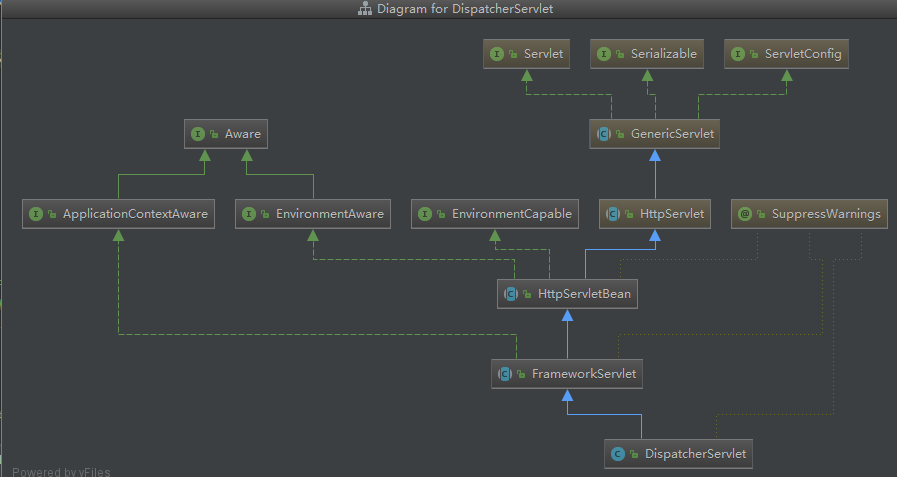 Diagram for DispatcherServlet
Servlet
Serializable
ServletConfig
Aware
GenericServlet
ApplicationContextAware
EnvironmentAware
EnvironmentCapable
HttpServlet
SuppressWarnings
HttpServletBean
FrameworkServlet
DispatcherServlet
Powered by yFiles